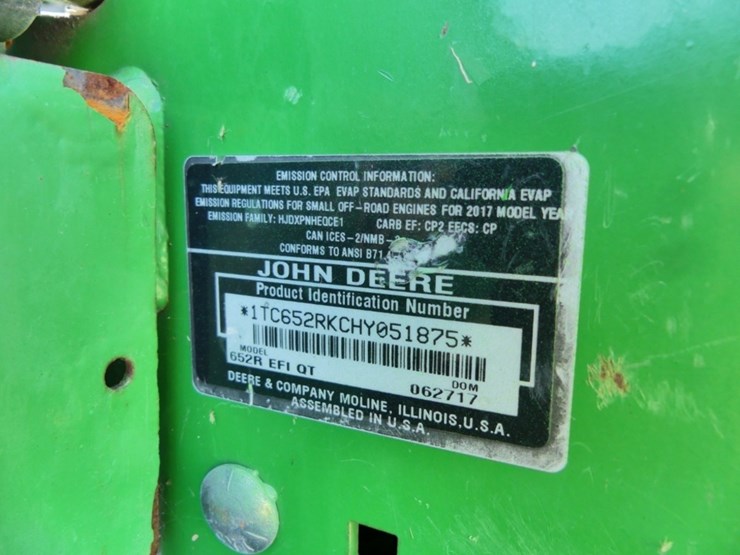 EMISSION CONTROL INFORMATION:
THIS EQUIPMENT MEETS U.S. EPA EVAP STANDARDS AND CALIFORNIA EVAP
EMISSION REGULATIONS FOR SMALL OFF-ROAD ENGINES FOR 2017 MODEL YEAR
EMISSION FAMILY: HJDXPNHEQCE1 CARB EF: CP2 EECS: CP
CAN ICES-2/NMB-
CONFORMS TO ANSI
JOHN DEERE
Product Identification Number
*1TC652RKCHY051875*
MODEL DOM
652R EFI QT 062717
DEERE & COMPANY MOLINE, ILLINOIS, U.S.A.
ASSEMBLED IN U.S.A.